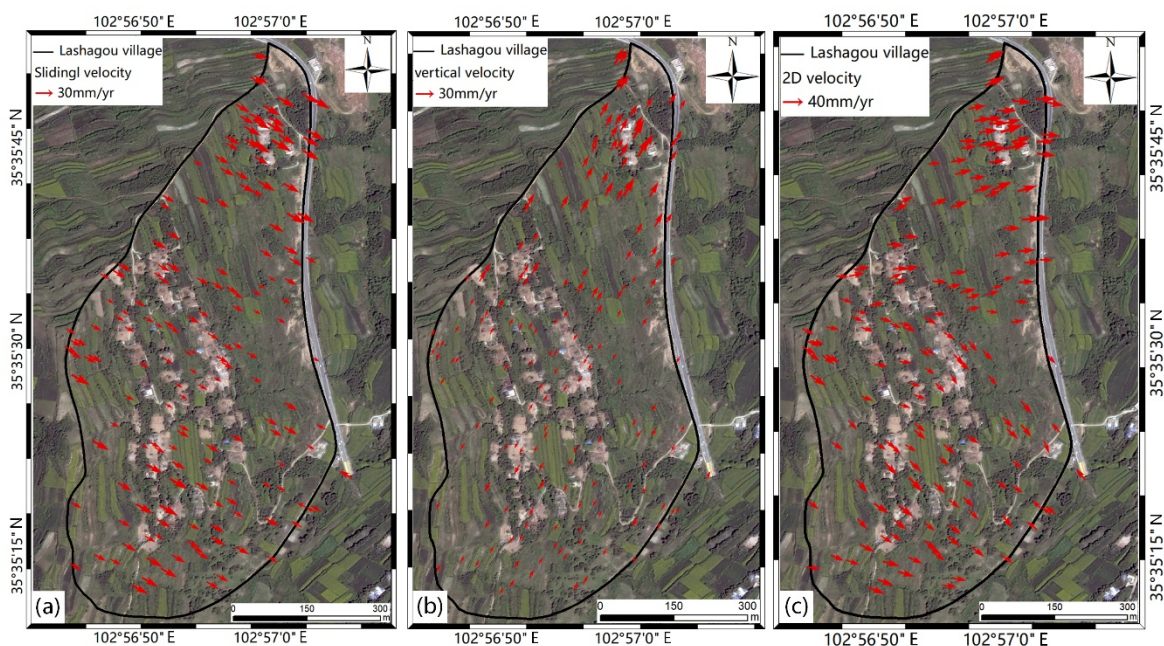 102°56'50" E 102°57'0" E
102°56'50" E 102°57'0" E
102°56'50" E 102°57'0" E
Lashagou village
Slidingl velocity
30mm/yr
N
Lashagou village
vertical velocity
30mm/yr
N
Lashagou village
2D velocity
40mm/yr
N
35°35'45" N
35°35'30" N
35°35'15" N
35°35'45" N
35°35'30" N
35°35'15" N
(a)
0 150 300
m
(b)
0 150 300
m
(c)
0 150 300
m
102°56'50" E 102°57'0" E
102°56'50" E 102°57'0" E
102°56'50" E 102°57'0" E